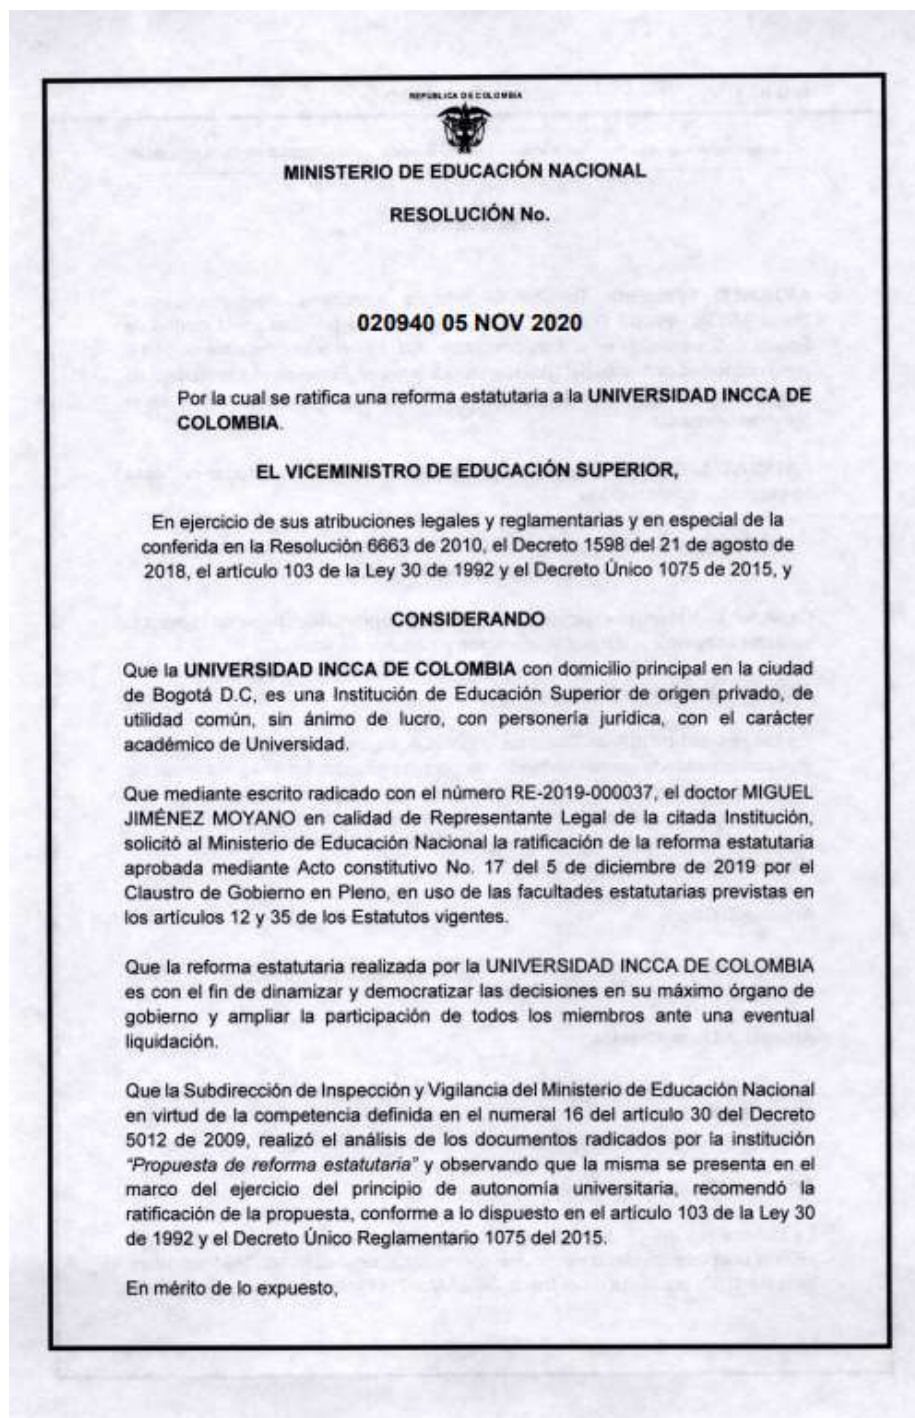 REPUBLICA DE COLOMBIA
MINISTERIO DE EDUCACIÓN NACIONAL
RESOLUCIÓN No.
020940 05 NOV 2020
Por la cual se ratifica una reforma estatutaria a la UNIVERSIDAD INCCA DE
COLOMBIA.
EL VICEMINISTRO DE EDUCACIÓN SUPERIOR,
En ejercicio de sus atribuciones legales y reglamentarias y en especial de la
conferida en la Resolución 6663 de 2010, el Decreto 1598 del 21 de agosto de
2018, el artículo 103 de la Ley 30 de 1992 y el Decreto Único 1075 de 2015, y
CONSIDERANDO
Que la UNIVERSIDAD INCCA DE COLOMBIA con domicilio principal en la ciudad
de Bogotá D.C, es una Institución de Educación Superior de origen privado, de
utilidad común, sin ánimo de lucro, con personería jurídica, con el carácter
académico de Universidad.
Que mediante escrito radicado con el número RE-2019-000037, el doctor MIGUEL
JIMÉNEZ MOYANO en calidad de Representante Legal de la citada Institución,
solicitó al Ministerio de Educación Nacional la ratificación de la reforma estatutaria
aprobada mediante Acto constitutivo No. 17 del 5 de diciembre de 2019 por el
Claustro de Gobierno en Pleno, en uso de las facultades estatutarias previstas en
los artículos 12 y 35 de los Estatutos vigentes.
Que la reforma estatutaria realizada por la UNIVERSIDAD INCCA DE COLOMBIA
es con el fin de dinamizar y democratizar las decisiones en su máximo órgano de
gobierno y ampliar la participación de todos los miembros ante una eventual
liquidación.
Que la Subdirección de Inspección y Vigilancia del Ministerio de Educación Nacional
en virtud de la competencia definida en el numeral 16 del artículo 30 del Decreto
5012 de 2009, realizó el análisis de los documentos radicados por la institución
"Propuesta de reforma estatutaria" y observando que la misma se presenta en el
marco del ejercicio del principio de autonomía universitaria, recomendó la
ratificación de la propuesta, conforme a lo dispuesto en el artículo 103 de la Ley 30
de 1992 y el Decreto Único Reglamentario 1075 del 2015.
En mérito de lo expuesto,